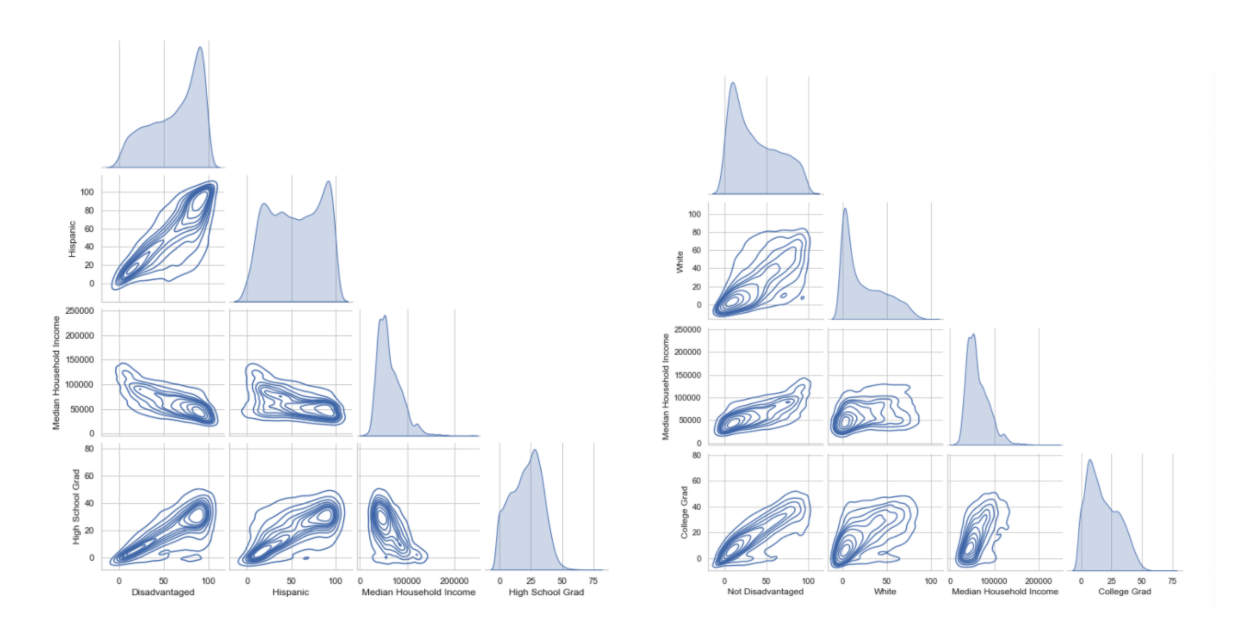 Hispanic
100
80
60
40
20
0
Median Household Income
250000
200000
150000
100000
50000
0
High School Grad
80
60
40
20
0
0 50 100
Disadvantaged
0 50 100
Hispanic
0 100000 200000
Median Household Income
0 25 50 75
High School Grad
White
100
80
60
40
20
0
Median Household Income
250000
200000
150000
100000
50000
0
College Grad
80
60
40
20
0
0 50 100
Not Disadvantaged
0 50 100
White
0 100000 200000
Median Household Income
0 25 50 75
College Grad